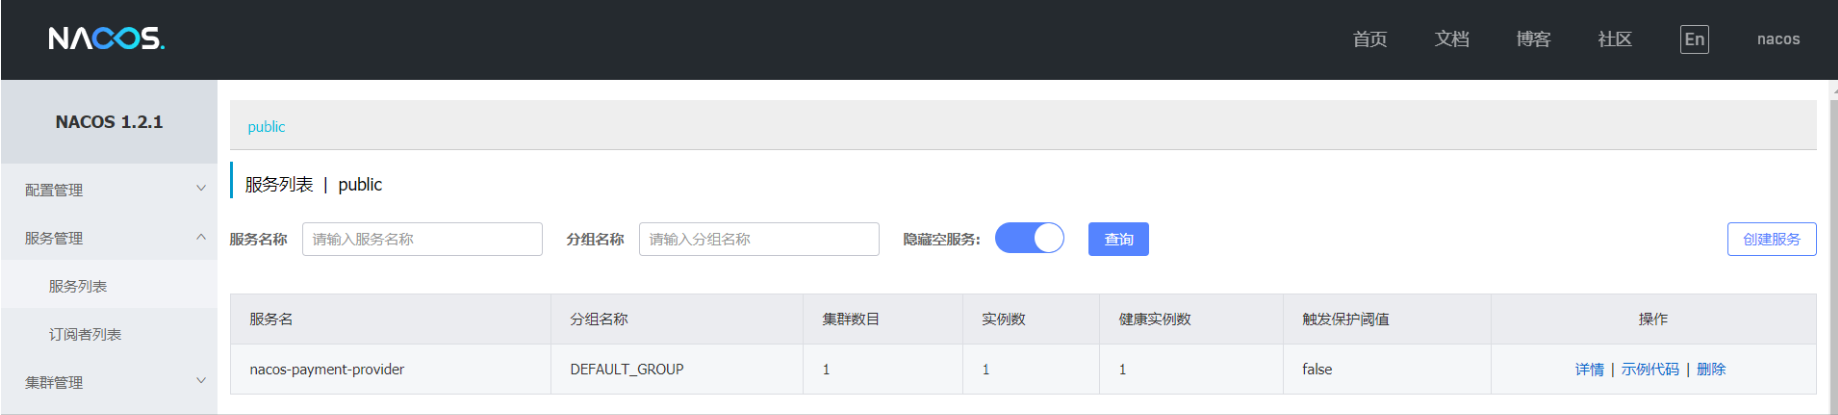 NACOS. 首页 文档 博客 社区 En nacos
NACOS 1.2.1
public
配置管理
服务列表 | public
服务管理
服务名称 请输入服务名称 分组名称 请输入分组名称 隐藏空服务: 查询 创建服务
服务列表
服务名 分组名称 集群数目 实例数 健康实例数 触发保护阈值 操作
订阅者列表
nacos-payment-provider DEFAULT_GROUP 1 1 1 false 详情 | 示例代码 | 删除
集群管理